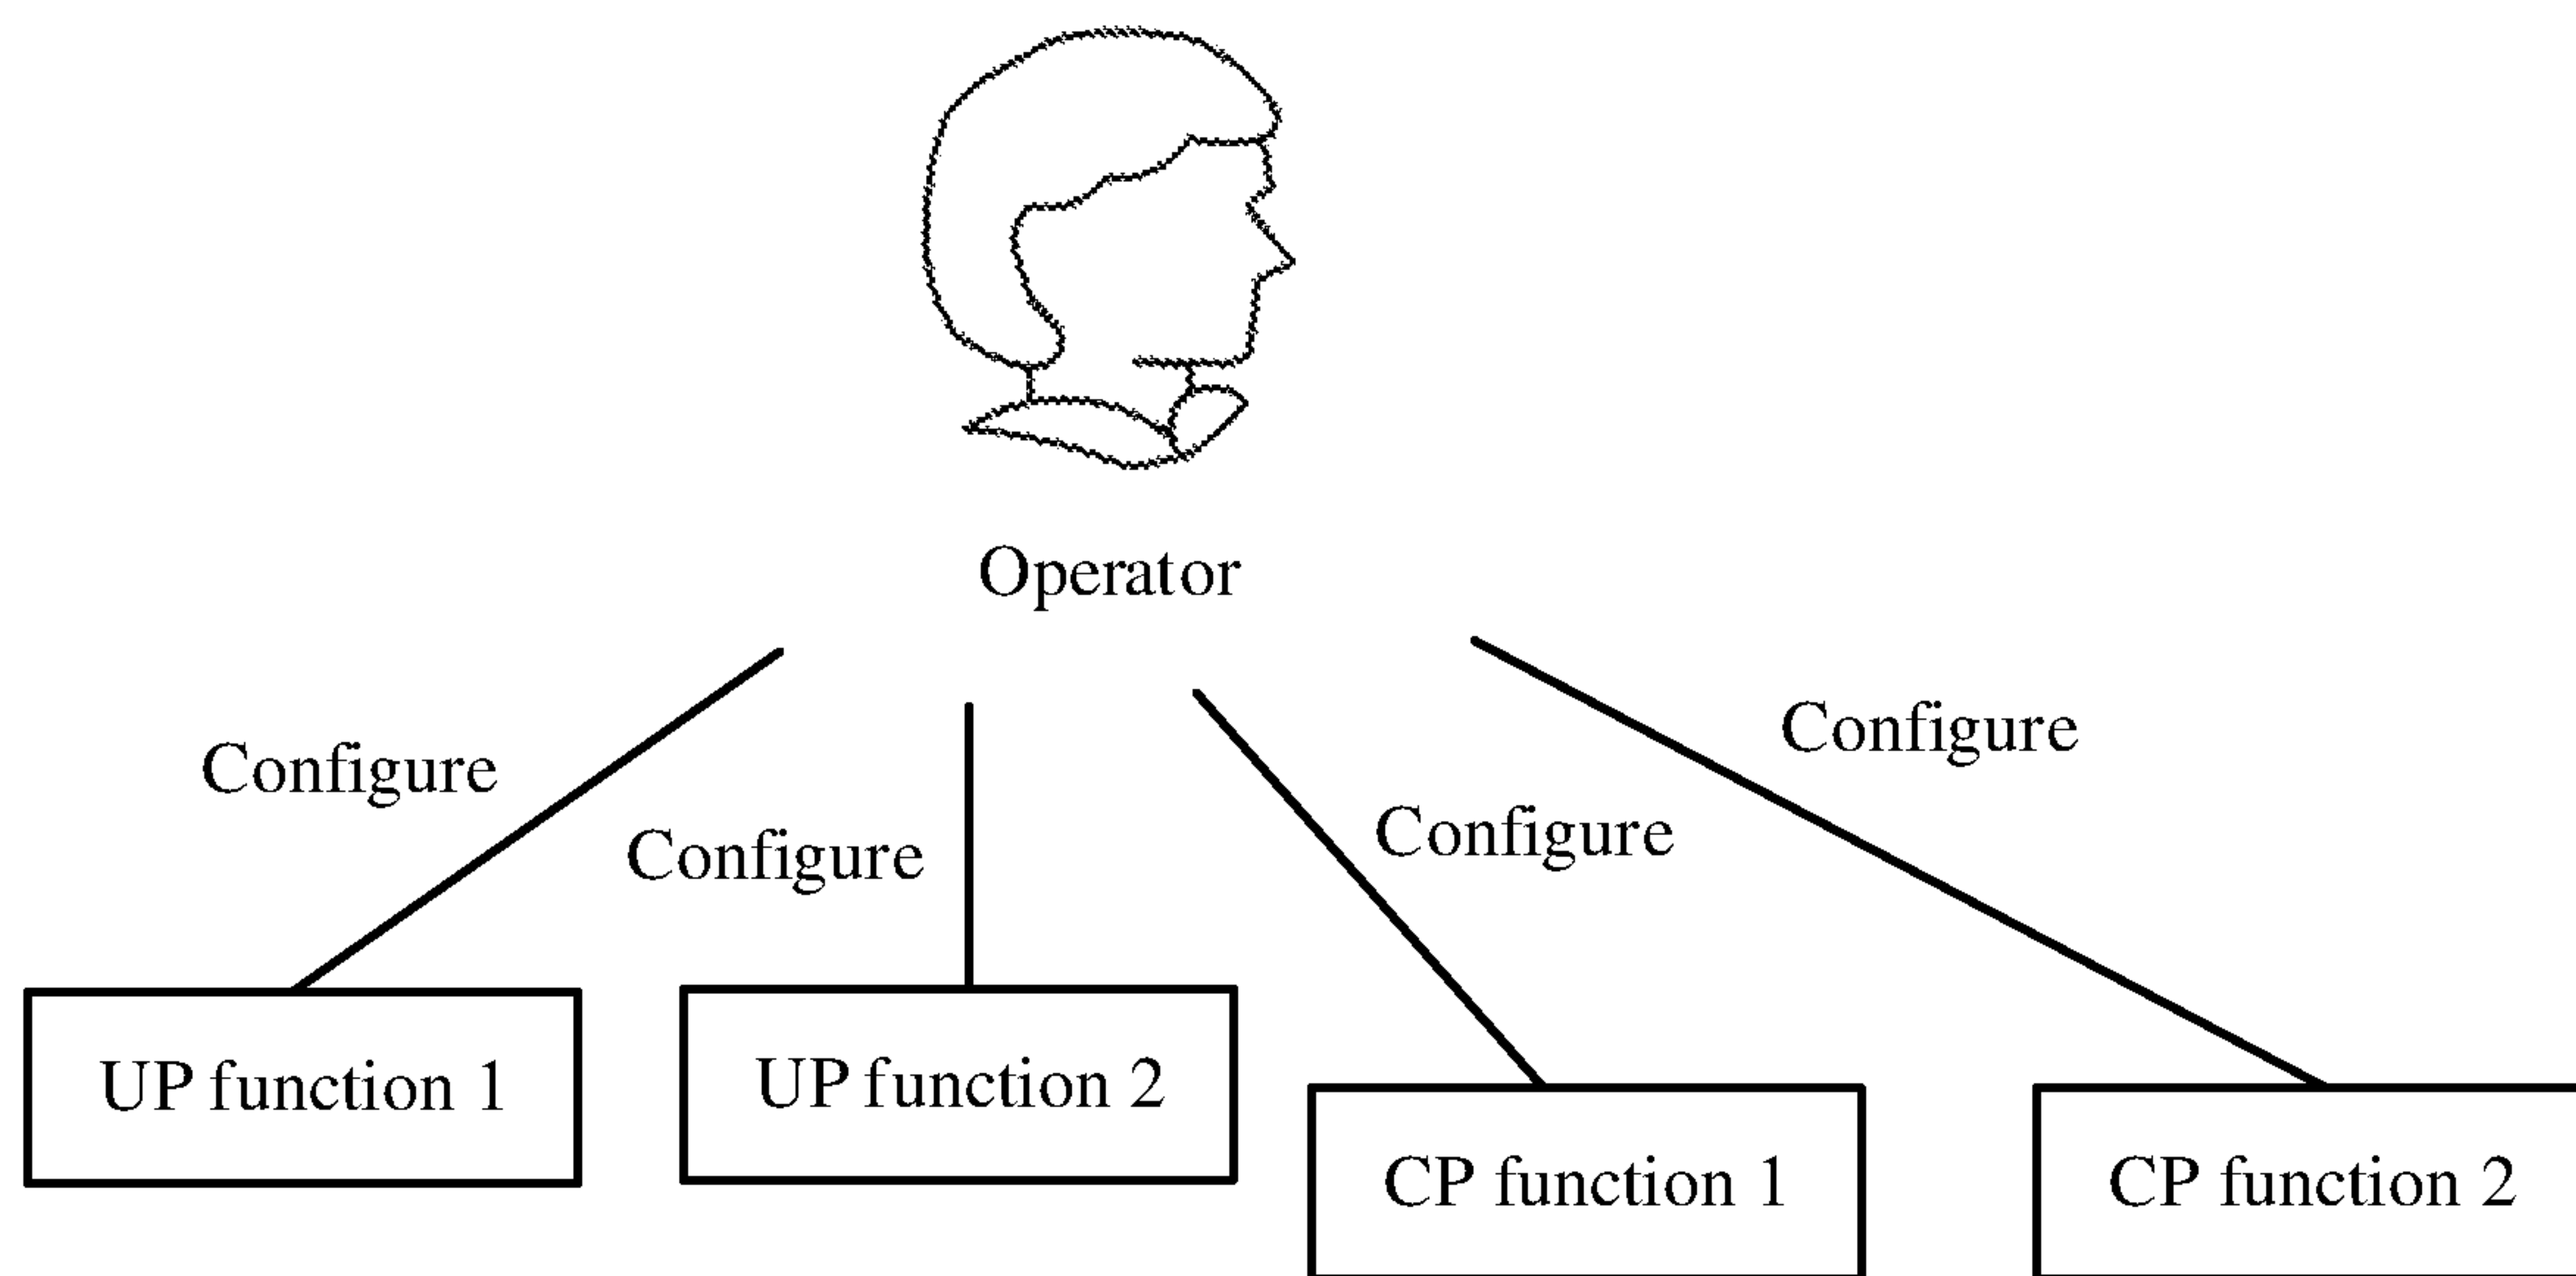 Operator
Configure
Configure
Configure
Configure
UP function 1
UP function 2
CP function 1
CP function 2